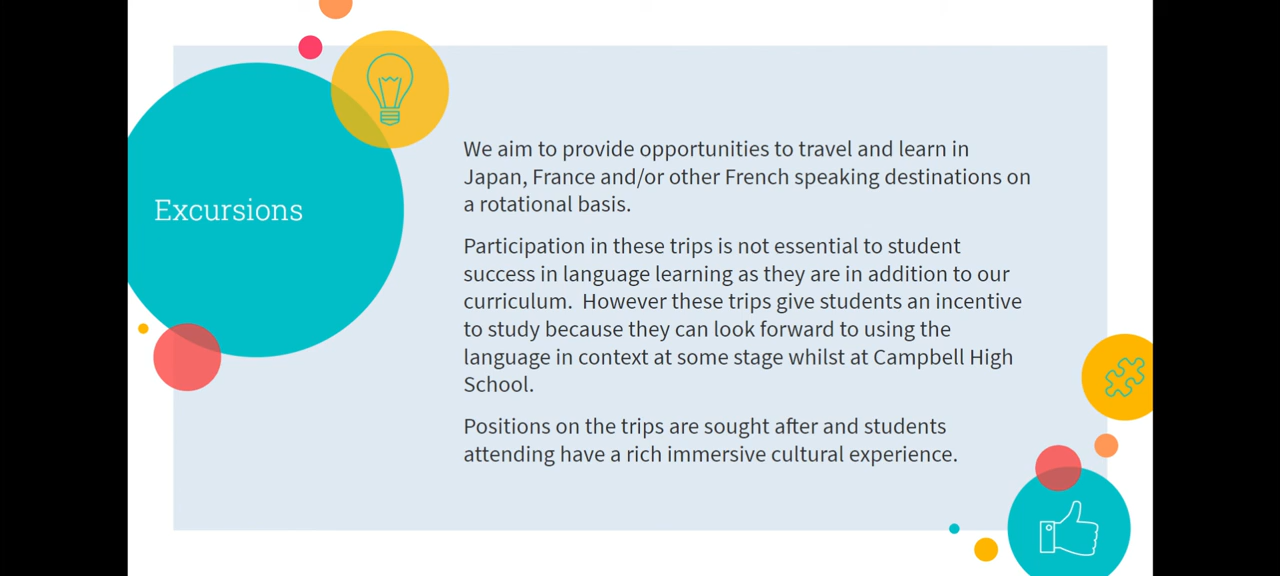 Excursions
We aim to provide opportunities to travel and learn in
Japan, France and/or other French speaking destinations on
a rotational basis.
Participation in these trips is not essential to student
success in language learning as they are in addition to our
curriculum.  However these trips give students an incentive
to study because they can look forward to using the
language in context at some stage whilst at Campbell High
School.
Positions on the trips are sought after and students
attending have a rich immersive cultural experience.